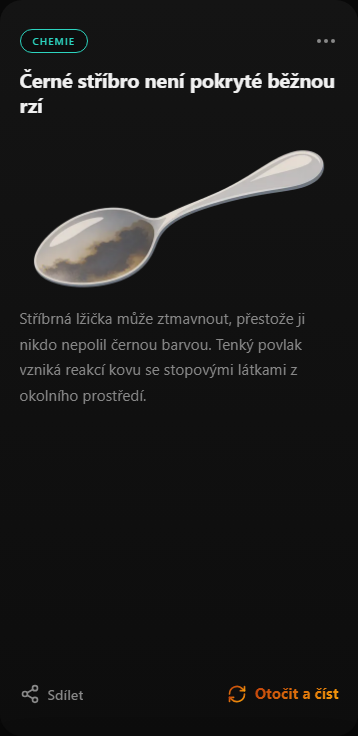 CHEMIE
Černé stříbro není pokryté běžnou
rzí
Stříbrná lžička může ztmavnout, přestože ji
nikdo nepolil černou barvou. Tenký povlak
vzniká reakcí kovu se stopovými látkami z
okolního prostředí.
Sdílet
Otočit a číst